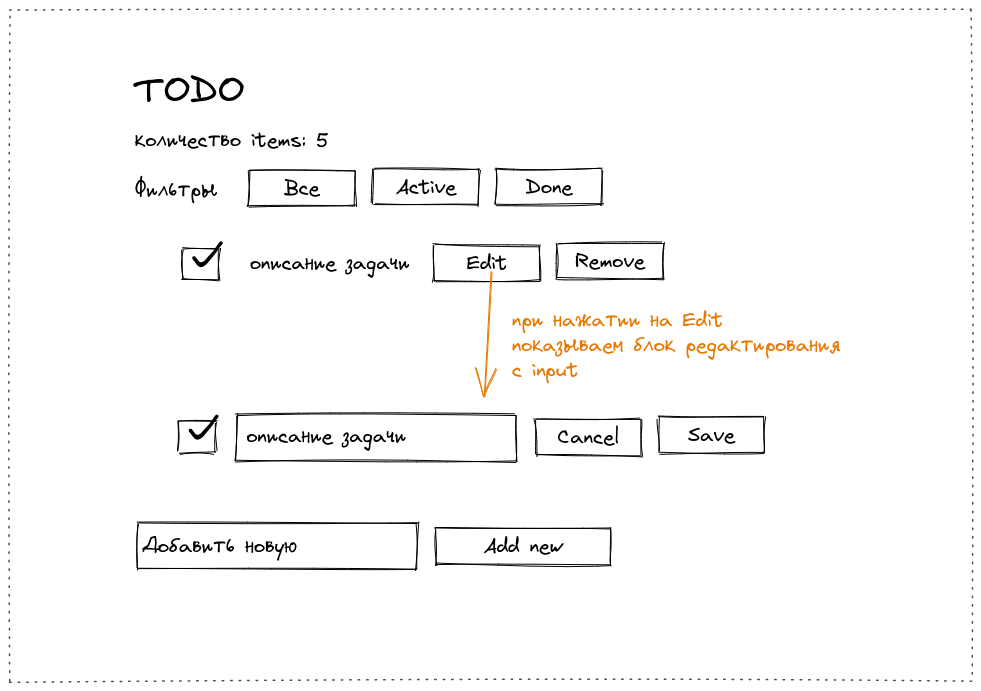 TODO
количество items: 5
Фильтры Все Active Done
описание задачи Edit Remove
при нажатии на Edit
показываем блок редактирования
с input
описание задачи Cancel Save
Добавить новую Add new